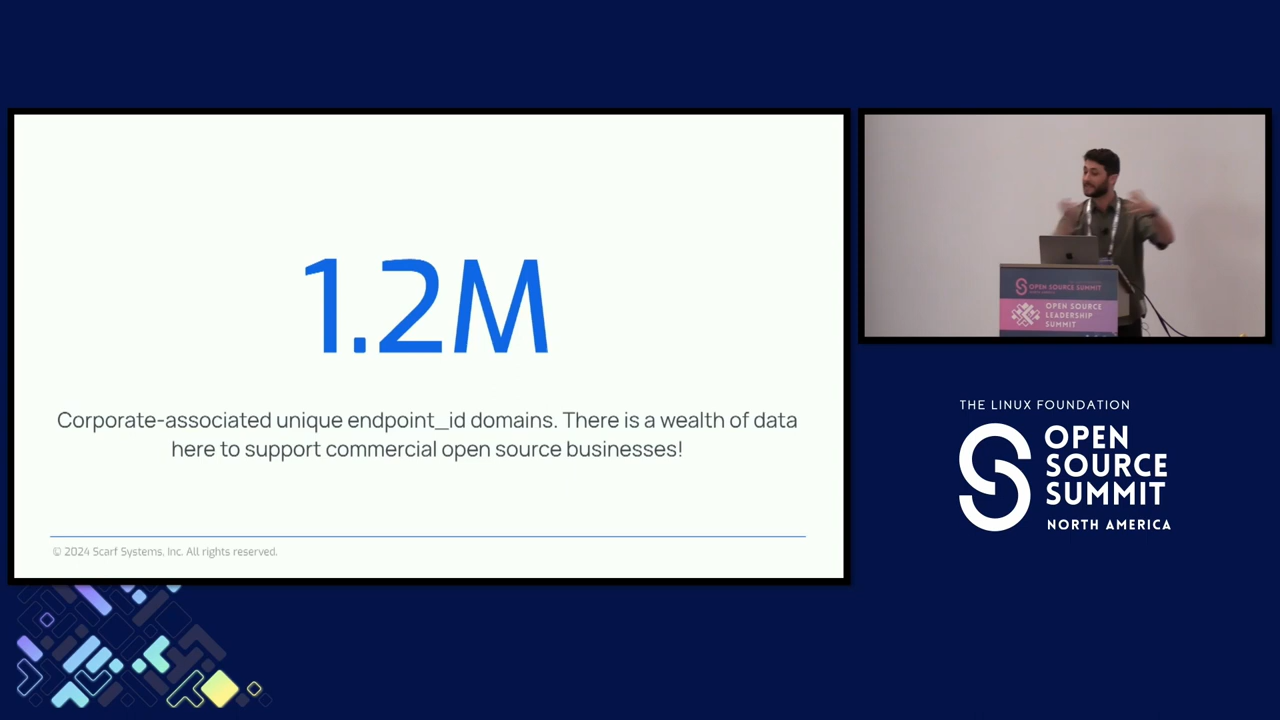 1.2M
Corporate-associated unique endpoint_id domains. There is a wealth of data
here to support commercial open source businesses!
© 2024 Scarf Systems, Inc. All rights reserved.
OPEN SOURCE SUMMIT
OPEN SOURCE
LEADERSHIP
SUMMIT
THE LINUX FOUNDATION
OPEN
SOURCE
SUMMIT
NORTH AMERICA